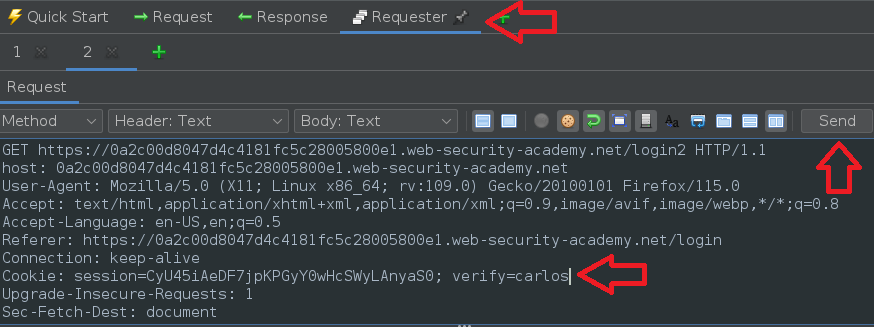 Quick Start Request Response Requester
1 2
Request
Method Header: Text Body: Text Send
GET https://0a2c00d8047d4c4181fc5c28005800e1.web-security-academy.net/login2 HTTP/1.1
host: 0a2c00d8047d4c4181fc5c28005800e1.web-security-academy.net
User-Agent: Mozilla/5.0 (X11; Linux x86_64; rv:109.0) Gecko/20100101 Firefox/115.0
Accept: text/html,application/xhtml+xml,application/xml;q=0.9,image/avif,image/webp,*/*;q=0.8
Accept-Language: en-US,en;q=0.5
Referer: https://0a2c00d8047d4c4181fc5c28005800e1.web-security-academy.net/login
Connection: keep-alive
Cookie: session=CyU45iAeDF7jpKPGyY0wHcSWyLAnyaS0; verify=carlos
Upgrade-Insecure-Requests: 1
Sec-Fetch-Dest: document